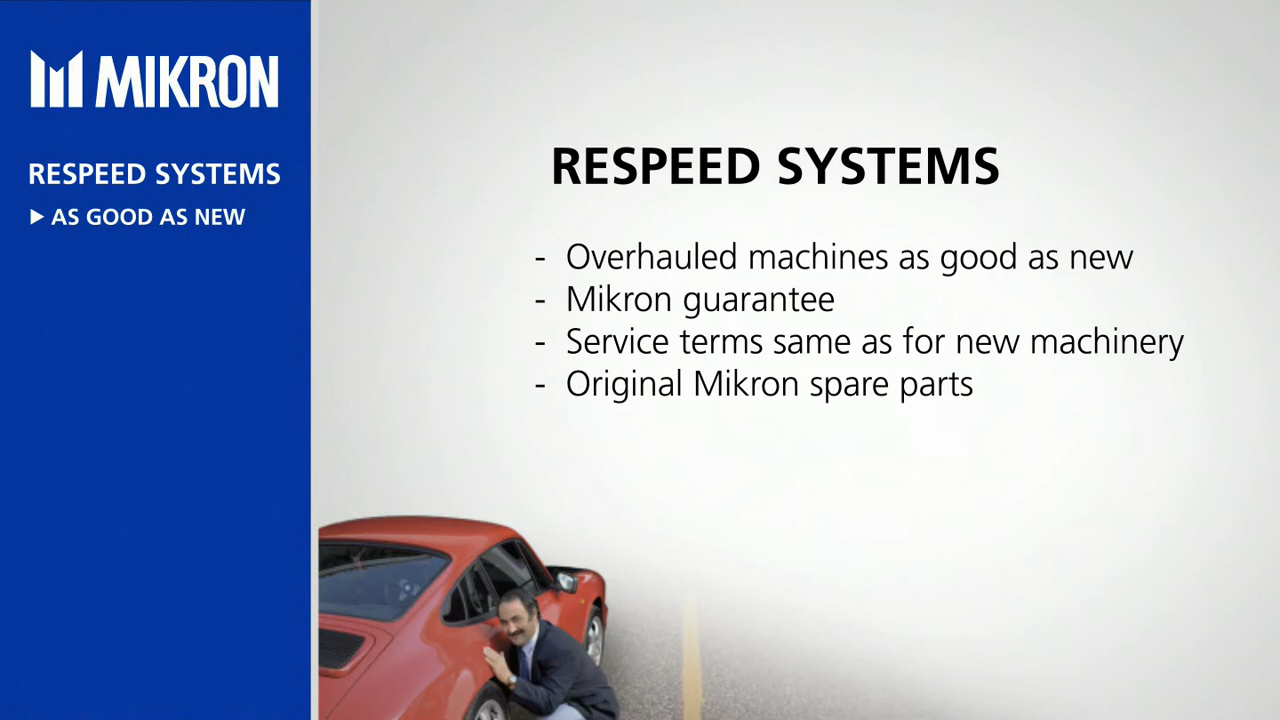 MIKRON
RESPEED SYSTEMS
▶ AS GOOD AS NEW
RESPEED SYSTEMS
- Overhauled machines as good as new
- Mikron guarantee
- Service terms same as for new machinery
- Original Mikron spare parts